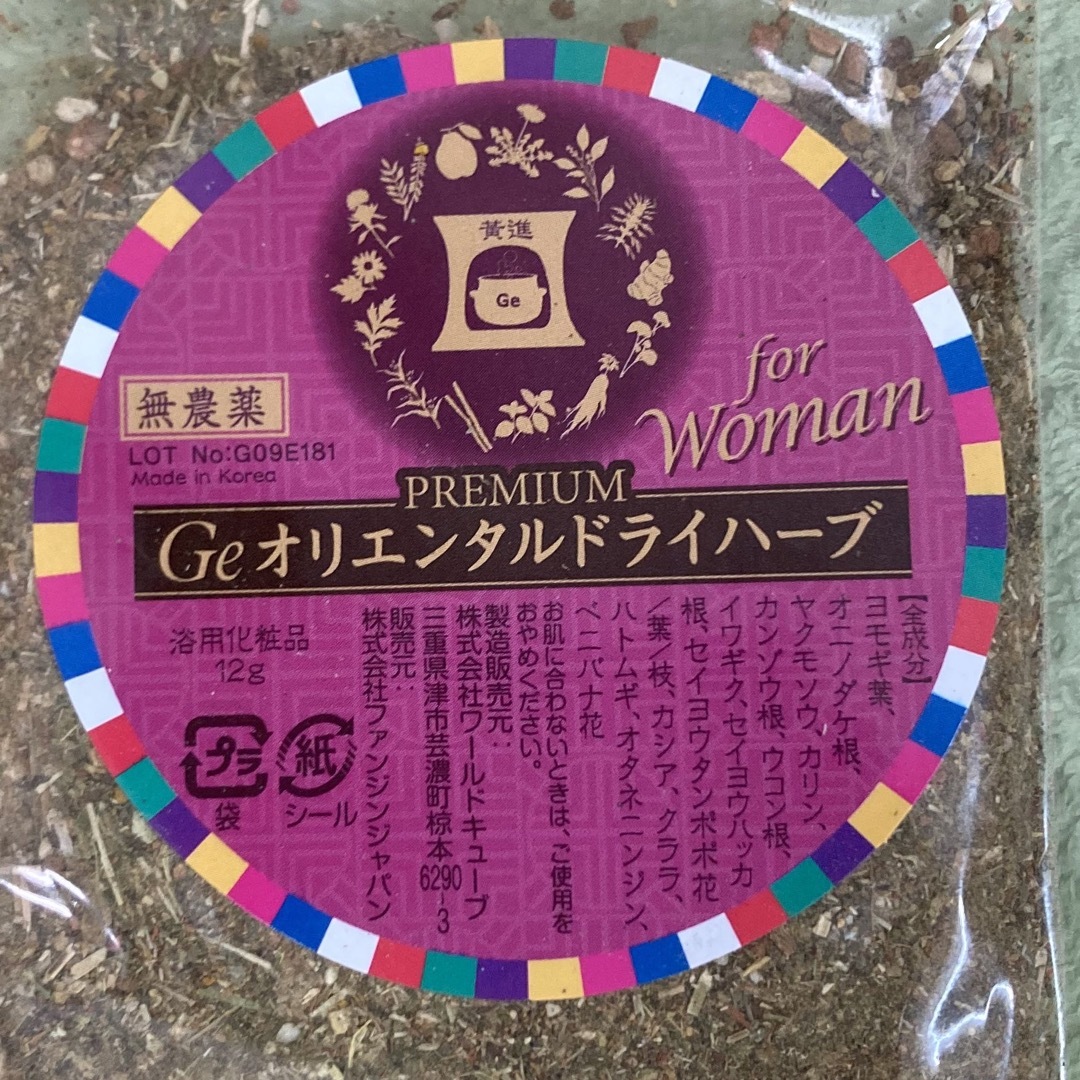 黄進
Ge
for
Woman
無農薬
LOT No:G09E181
Made in Korea
PREMIUM
Geオリエンタルドライハーブ
浴用化粧品
12g
プラ
袋
紙
シール
【全成分】
ヨモギ葉、
オニノダケ根、
ヤクモソウ、カリン、
カンゾウ根、ウコン根、
イワギク、セイヨウハッカ
根、セイヨウタンポポ花
/葉/枝、カシア、クララ、
ハトムギ、オタネニンジン、
ベニバナ花
お肌に合わないときは、ご使用を
おやめください。
製造販売元:
株式会社ワールドキューブ
三重県津市芸濃町椋本6290-3
販売元:
株式会社ファンジンジャパン